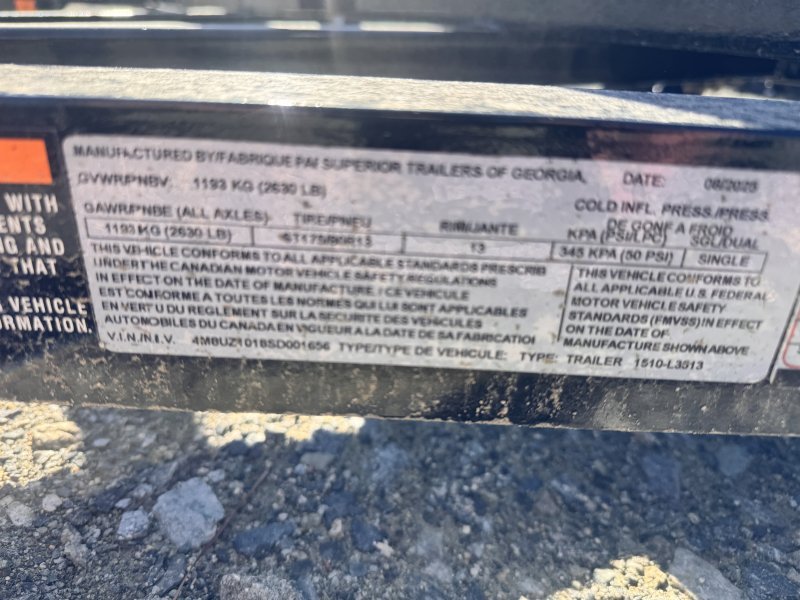 WITH
ENTS
G AND
THAT
VEHICLE
ORMATION.
MANUFACTURED BY/FABRIQUE PAR SUPERIOR TRAILERS OF GEORGIA, DATE: 08/2025
GVWR/PNBV, 1193 KG (2630 LB)
COLD INFL. PRESS/PRESS.
DE GONF A FROID
GAWR/PNBE (ALL AXLES) TIRE/PNEU RIM/JANTE KPA (PSI/LPC) SGL/DUAL
1193 KG (2630 LB) ST175/80R13 13 345 KPA (50 PSI) SINGLE
THIS VEHICLE CONFORMS TO ALL APPLICABLE STANDARDS PRESCRIB
UNDER THE CANADIAN MOTOR VEHICLE SAFETY REGULATIONS
IN EFFECT ON THE DATE OF MANUFACTURE. / CE VEHICULE
EST CONFORME A TOUTES LES NORMES QUI LUI SONT APPLICABLES
EN VERTU DU REGLEMENT SUR LA SECURITE DES VEHICULES
AUTOMOBILES DU CANADA EN VIGUEUR A LA DATE DE SA FABRICATIO
THIS VEHICLE CONFORMS TO
ALL APPLICABLE U.S. FEDERAL
MOTOR VEHICLE SAFETY
STANDARDS (FMVSS) IN EFFECT
ON THE DATE OF
MANUFACTURE SHOWN ABOVE
V.I.N./N.I.V. 4MBUZ1018SD001656 TYPE/TYPE DE VEHICLE: TYPE: TRAILER 1510-L3513